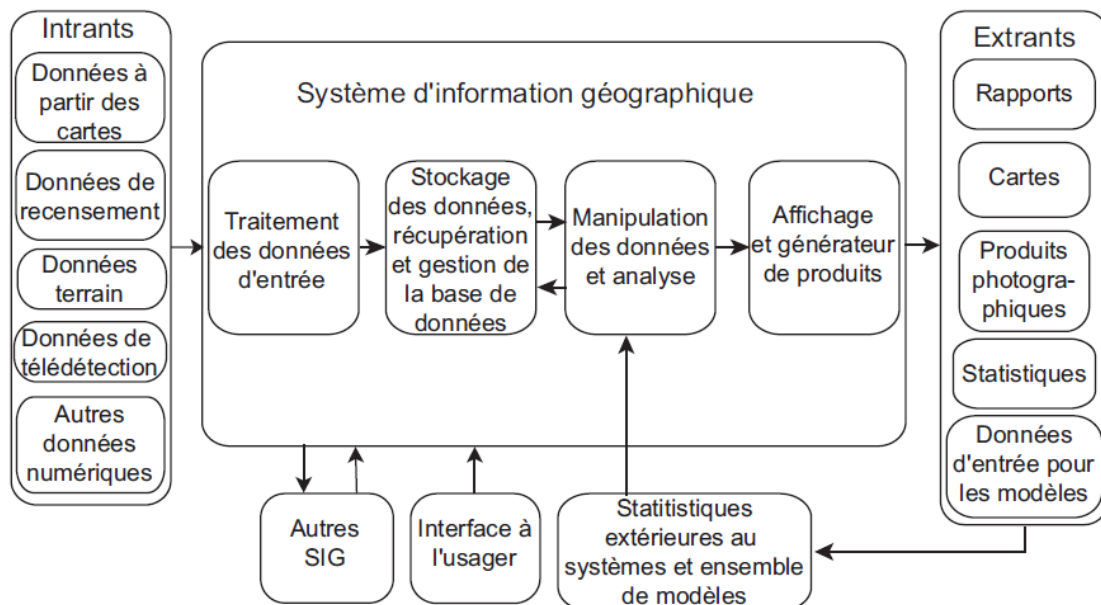 Intrants
Données à
partir des
cartes
Données de
recensement
Données
terrain
Données de
télédétection
Autres
données
numériques
Système d'information géographique
Traitement
des données
d'entrée
Stockage
des données,
récupération
et gestion de
la base de
données
Manipulation
des données
et analyse
Affichage
et générateur
de produits
Autres
SIG
Interface à
l'usager
Statitistiques
extérieures au
systèmes et ensemble
de modèles
Extrants
Rapports
Cartes
Produits
photogra-
phiques
Statistiques
Données
d'entrée pour
les modèles